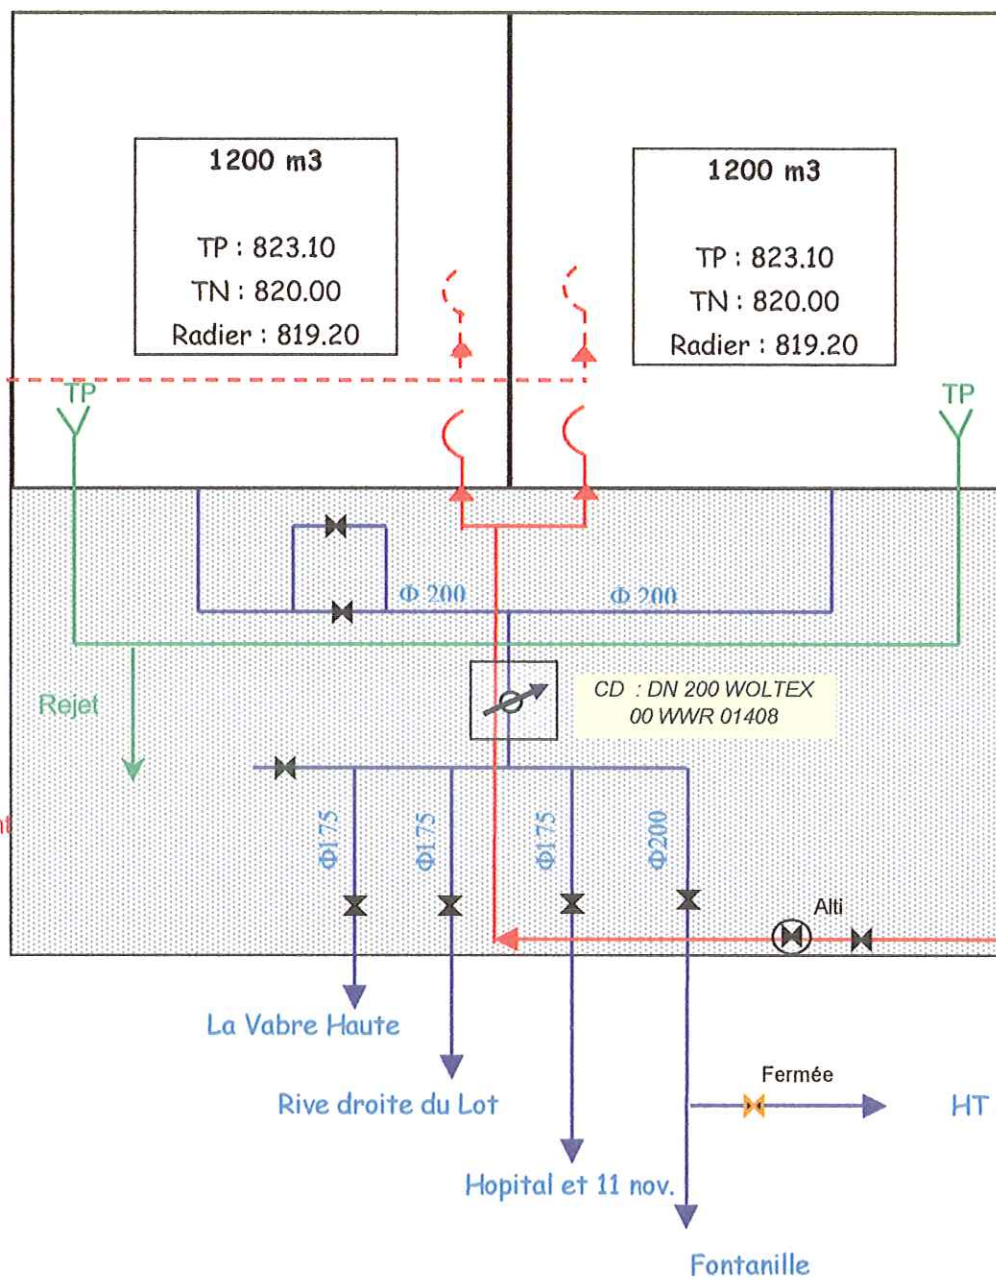 1200 m3
TP : 823.10
TN : 820.00
Radier : 819.20
1200 m3
TP : 823.10
TN : 820.00
Radier : 819.20
TP
TP
Φ 200
Φ 200
Rejet
CD : DN 200 WOLTEX
00 WWR 01408
Φ175
Φ175
Φ175
Φ200
Alti
La Vabre Haute
Rive droite du Lot
Fermée
HT
Hopital et 11 nov.
Fontanille